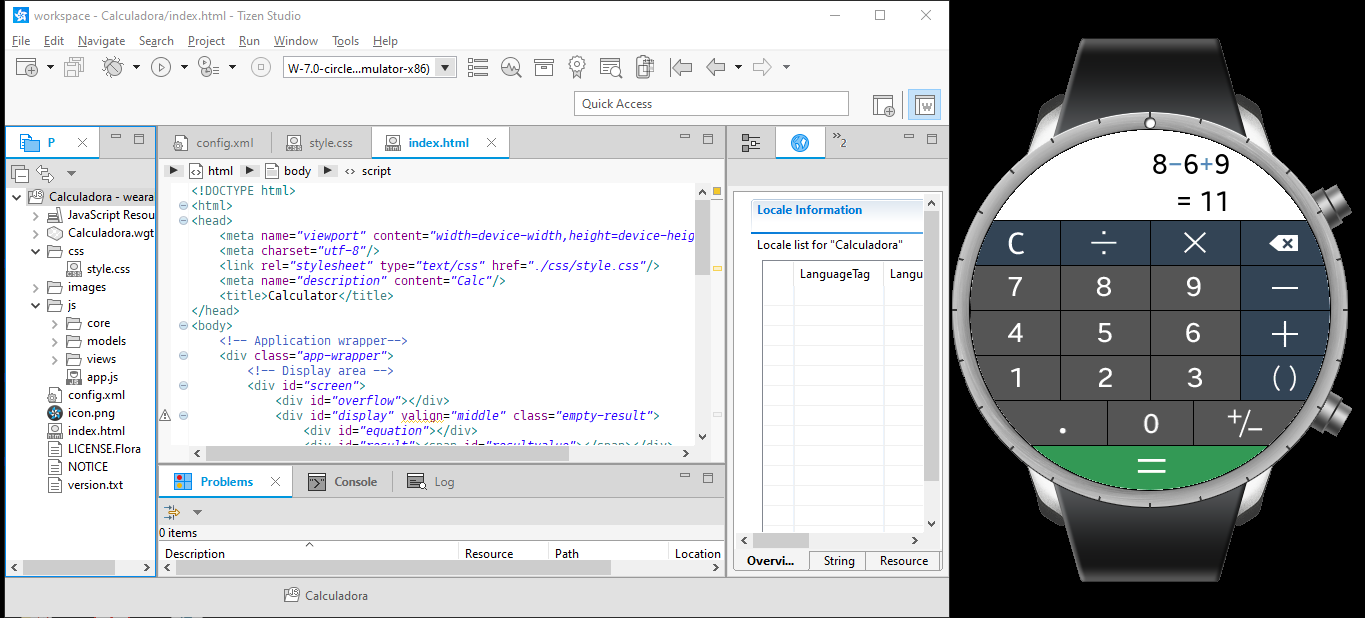 workspace - Calculadora/index.html - Tizen Studio
File Edit Navigate Search Project Run Window Tools Help
W-7.0-circle...mulator-x86)
Quick Access
P
Calculadora - weara
JavaScript Resou
Calculadora.wgt
css
style.css
images
js
core
models
views
app.js
config.xml
icon.png
index.html
LICENSE.Flora
NOTICE
version.txt
config.xml style.css index.html
html body script
<!DOCTYPE html>
<html>
<head>
<meta name="viewport" content="width=device-width,height=device-heig
<meta charset="utf-8"/>
<link rel="stylesheet" type="text/css" href="./css/style.css"/>
<meta name="description" content="Calc"/>
<title>Calculator</title>
</head>
<body>
<!-- Application wrapper-->
<div class="app-wrapper">
<!-- Display area -->
<div id="screen">
<div id="overflow"></div>
<div id="display" valign="middle" class="empty-result">
<div id="equation"></div>
<div id="result"><span id="resultvalue"></span></div>
Problems Console Log
0 items
Description Resource Path Location
»2
Locale Information
Locale list for "Calculadora"
LanguageTag Langu
Overvi... String Resource
Calculadora
8−6+9
= 11
C ÷ ×
7 8 9 −
4 5 6 +
1 2 3 ()
. 0 +/−
=